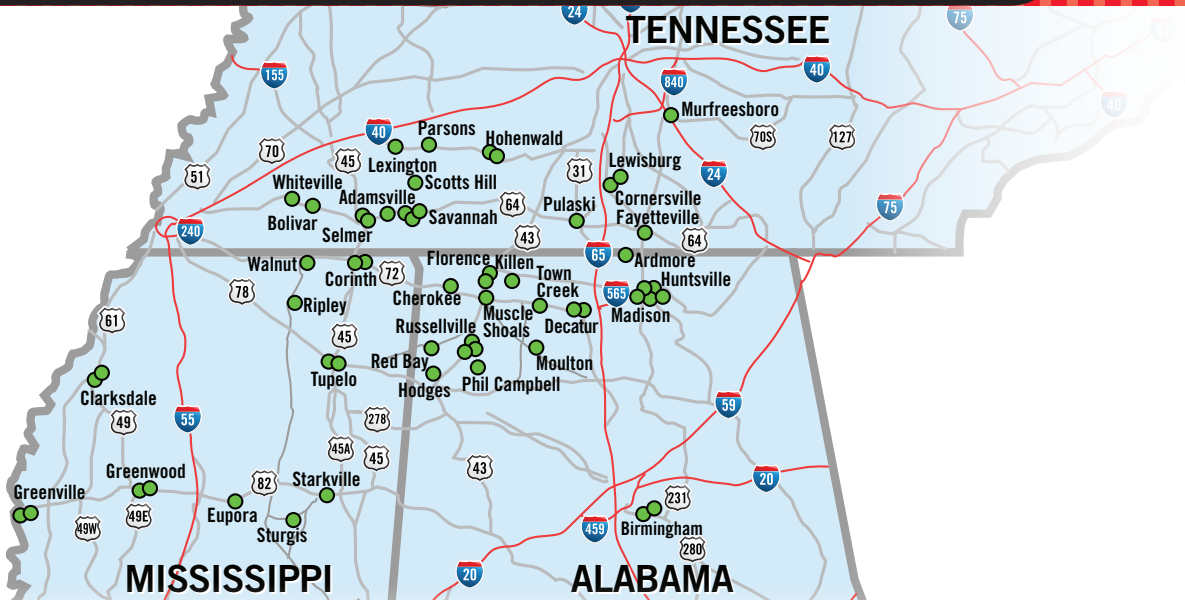 24
75
TENNESSEE
155
840
40
40
Murfreesboro
40
Parsons
Hohenwald
70
45
Lexington
70S
127
51
31
Lewisburg
24
Whiteville
Scotts Hill
Adamsville
64
Pulaski
Cornersville
75
Bolivar
Savannah
Fayetteville
Selmer
240
43
64
65
Walnut
Florence
Killen
Ardmore
Corinth
72
Town
Creek
Huntsville
78
Cherokee
565
Ripley
Muscle
Shoals
Madison
61
45
Russellville
Decatur
Red Bay
Moulton
Tupelo
Hodges
Phil Campbell
Clarksdale
59
49
55
278
45A
45
43
Greenwood
82
Starkville
20
Greenville
231
49W
49E
Eupora
Sturgis
459
Birmingham
280
MISSISSIPPI
20
ALABAMA